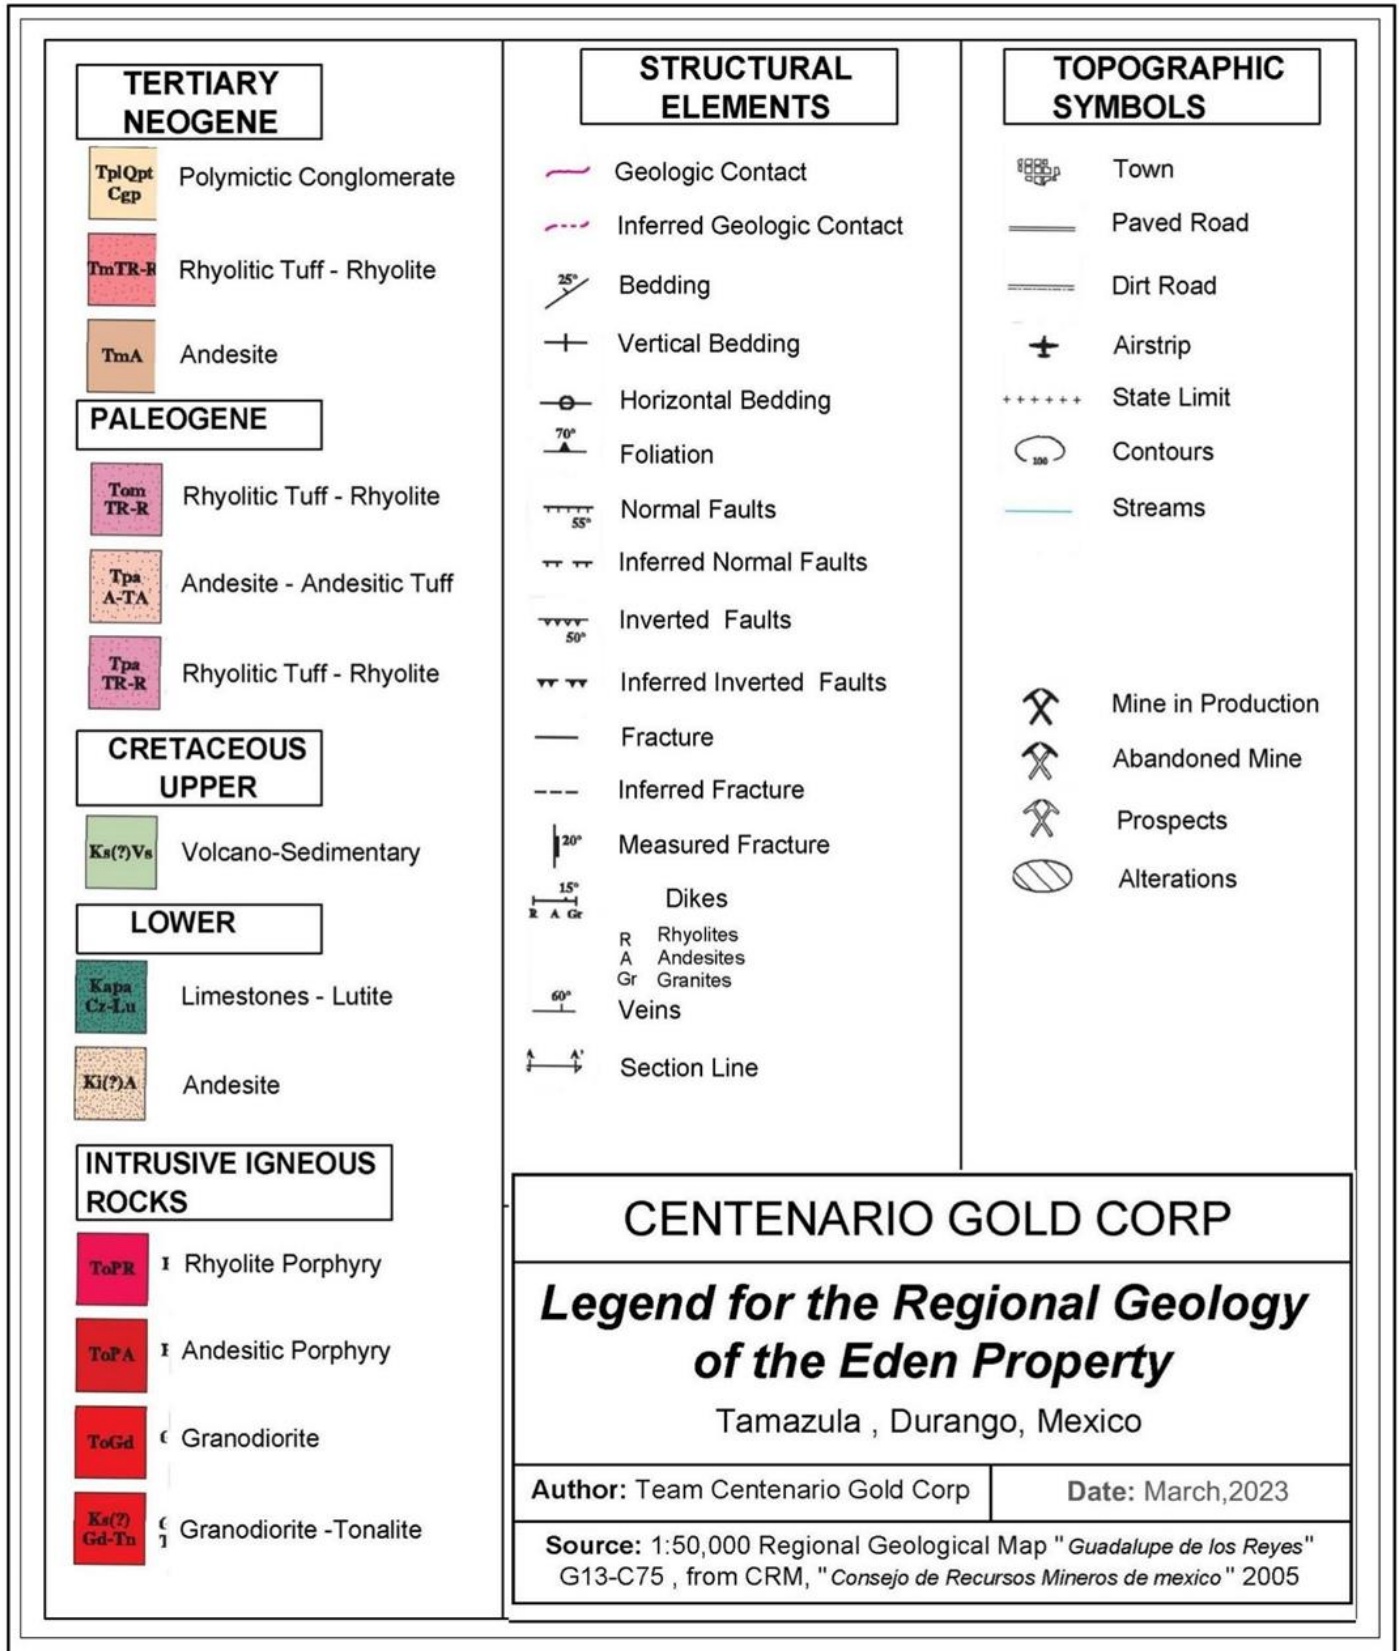 TERTIARY
NEOGENE
TplQpt
Cgp
Polymictic Conglomerate
TmTR-R
Rhyolitic Tuff - Rhyolite
TmA
Andesite
PALEOGENE
Tom
TR-R
Rhyolitic Tuff - Rhyolite
Tpa
A-TA
Andesite - Andesitic Tuff
Tpa
TR-R
Rhyolitic Tuff - Rhyolite
CRETACEOUS
UPPER
Ks(?)Vs
Volcano-Sedimentary
LOWER
Kapa
Cz-Lu
Limestones - Lutite
Ki(?)A
Andesite
INTRUSIVE IGNEOUS
ROCKS
ToPR
Rhyolite Porphyry
ToPA
Andesitic Porphyry
ToGd
Granodiorite
Ks(?)
Gd-Tn
Granodiorite -Tonalite
STRUCTURAL
ELEMENTS
Geologic Contact
Inferred Geologic Contact
25°
Bedding
Vertical Bedding
Horizontal Bedding
70°
Foliation
Normal Faults
55°
Inferred Normal Faults
Inverted Faults
50°
Inferred Inverted Faults
Fracture
Inferred Fracture
20°
Measured Fracture
15°
R A Gr
Dikes
R Rhyolites
A Andesites
Gr Granites
60°
Veins
A A'
Section Line
TOPOGRAPHIC
SYMBOLS
Town
Paved Road
Dirt Road
Airstrip
State Limit
100
Contours
Streams
Mine in Production
Abandoned Mine
Prospects
Alterations
CENTENARIO GOLD CORP
Legend for the Regional Geology
of the Eden Property
Tamazula , Durango, Mexico
Author: Team Centenario Gold Corp
Date: March,2023
Source: 1:50,000 Regional Geological Map "Guadalupe de los Reyes"
G13-C75 , from CRM, "Consejo de Recursos Mineros de mexico" 2005